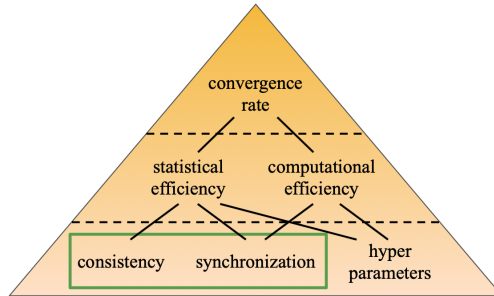 convergence
rate
statistical computational
efficiency efficiency
consistency synchronization hyper
parameters